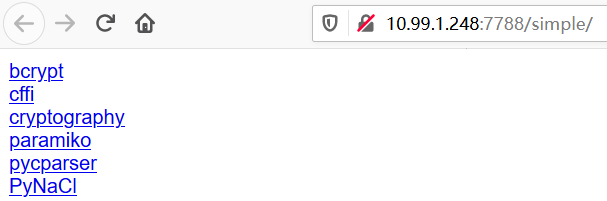 10.99.1.248:7788/simple/
bcrypt
cffi
cryptography
paramiko
pycparser
PyNaCl